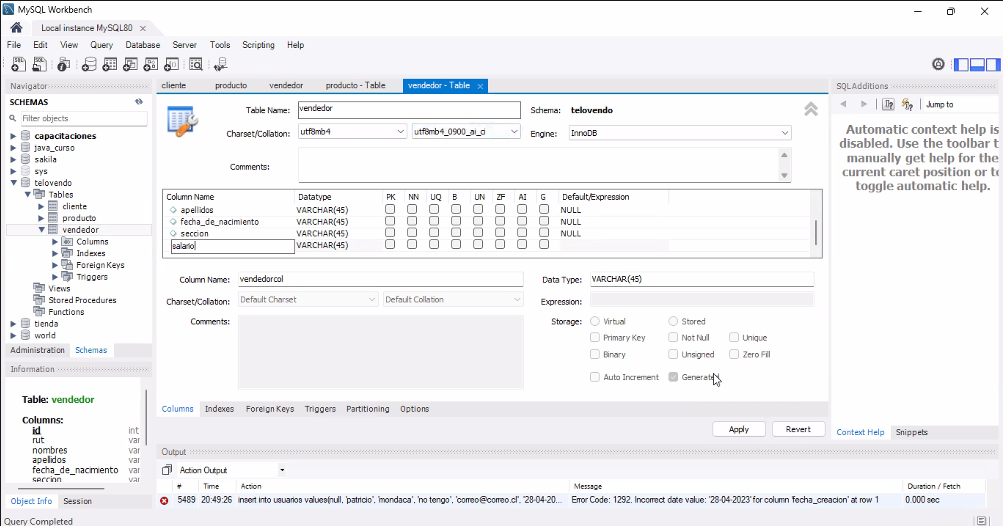 MySQL Workbench
Local instance MySQL80
File Edit View Query Database Server Tools Scripting Help
Navigator
SCHEMAS
Filter objects
capacitaciones
java_curso
sakila
sys
telovendo
Tables
cliente
producto
vendedor
Columns
Indexes
Foreign Keys
Triggers
Views
Stored Procedures
Functions
tienda
world
Administration Schemas
Information
Table: vendedor
Columns:
id int
rut var
nombres var
apellidos var
fecha_de_nacimiento var
seccion var
Object Info Session
Query Completed
cliente producto vendedor producto - Table vendedor - Table
Table Name: vendedor Schema: telovendo
Charset/Collation: utf8mb4 utf8mb4_0900_ai_ci Engine: InnoDB
Comments:
Column Name Datatype PK NN UQ B UN ZF AI G Default/Expression
apellidos VARCHAR(45) NULL
fecha_de_nacimiento VARCHAR(45) NULL
seccion VARCHAR(45) NULL
salario VARCHAR(45)
Column Name: vendedorcol Data Type: VARCHAR(45)
Charset/Collation: Default Charset Default Collation Expression:
Comments: Storage: Virtual Stored
Primary Key Not Null Unique
Binary Unsigned Zero Fill
Auto Increment Generated
Columns Indexes Foreign Keys Triggers Partitioning Options
Apply Revert
Output
Action Output
# Time Action Message Duration / Fetch
5489 20:49:26 insert into usuarios values(null, 'patricio', 'mondaca', 'no tengo', 'correo@correo.cl', '28-04-20... Error Code: 1292. Incorrect date value: '28-04-2023' for column 'fecha_creacion' at row 1 0.000 sec
SQLAdditions
Jump to
Automatic context help is
disabled. Use the toolbar t
manually get help for the
current caret position or to
toggle automatic help.
Context Help Snippets